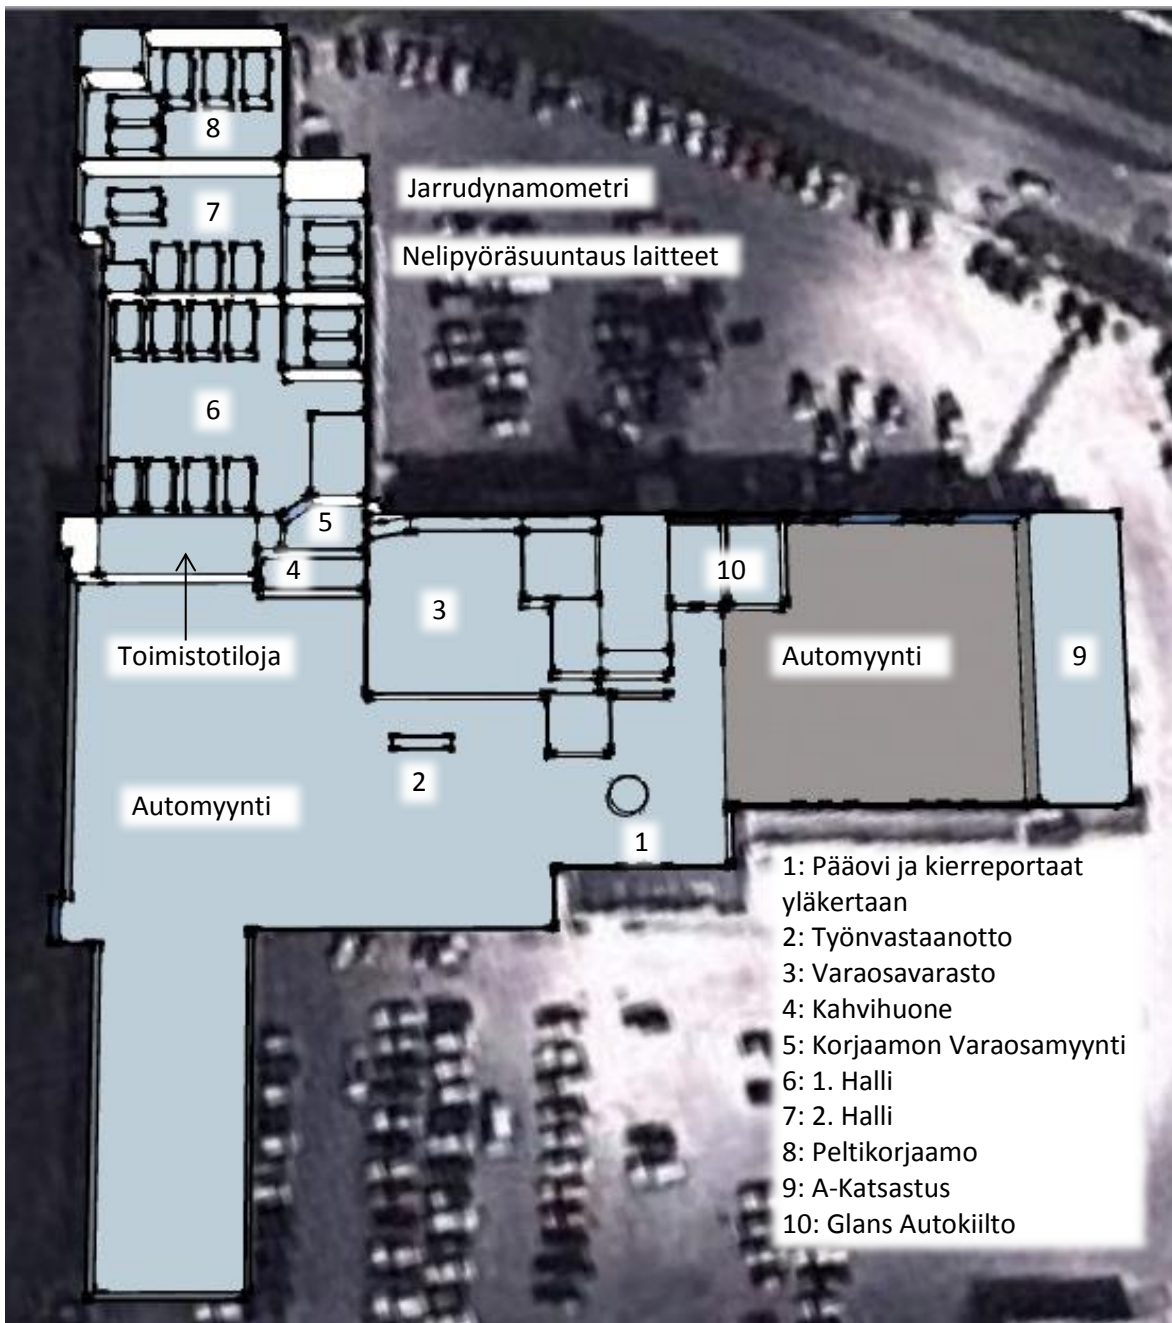 8
Jarrudynamometri
7
Nelipyöräsuuntaus laitteet
6
5
4
10
3
Toimistotiloja
Automyynti
9
2
Automyynti
1
1: Pääovi ja kierreportaat
yläkertaan
2: Työnvastaanotto
3: Varaosavarasto
4: Kahvihuone
5: Korjaamon Varaosamyynti
6: 1. Halli
7: 2. Halli
8: Peltikorjaamo
9: A-Katsastus
10: Glans Autokiilto